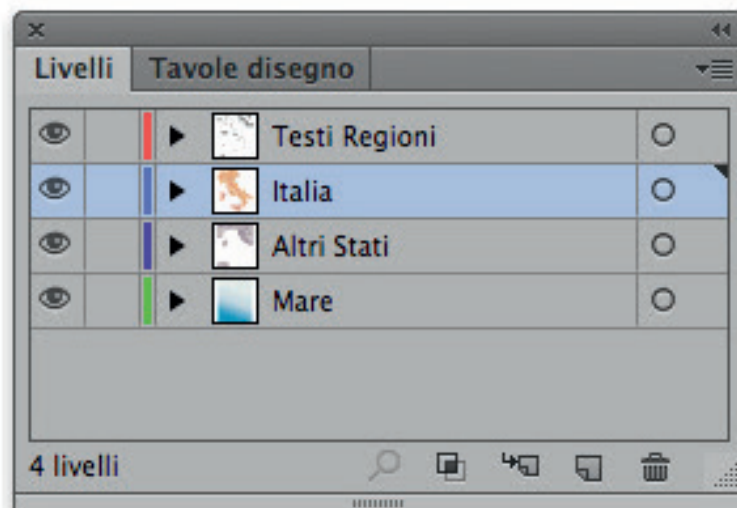 Livelli Tavole disegno
Testi Regioni
Italia
Altri Stati
Mare
4 livelli